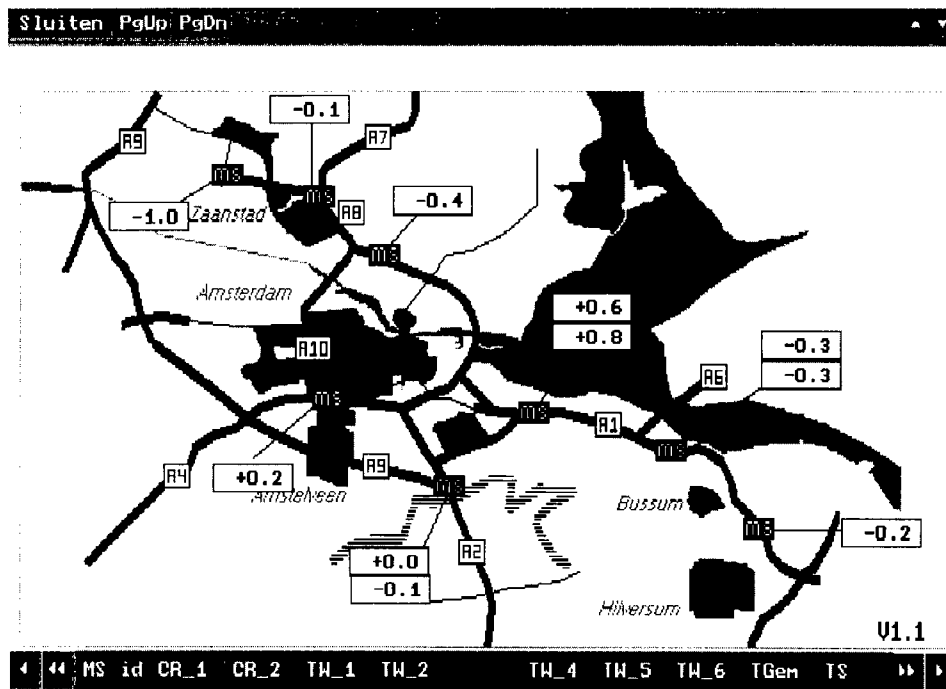 Sluiten PgUp PgDn
-0.1
A9
A7
MS
MS
-1.0
Zaanstad
A8
-0.4
MS
Amsterdam
+0.6
+0.8
A10
-0.3
-0.3
A6
MS
MS
A1
MS
A4
+0.2
A9
Amstelveen
MS
Bussum
MS
-0.2
+0.0
-0.1
A2
Hilversum
V1.1
MS id CR_1 CR_2 TW_1 TW_2 TW_4 TW_5 TW_6 TGem TS